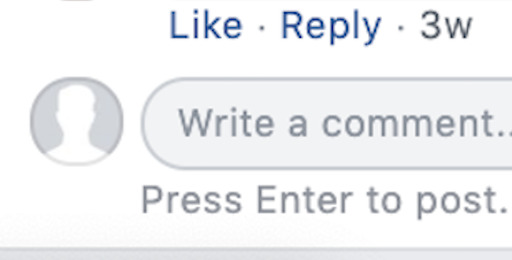 Like · Reply · 3w
Write a comment..
Press Enter to post.